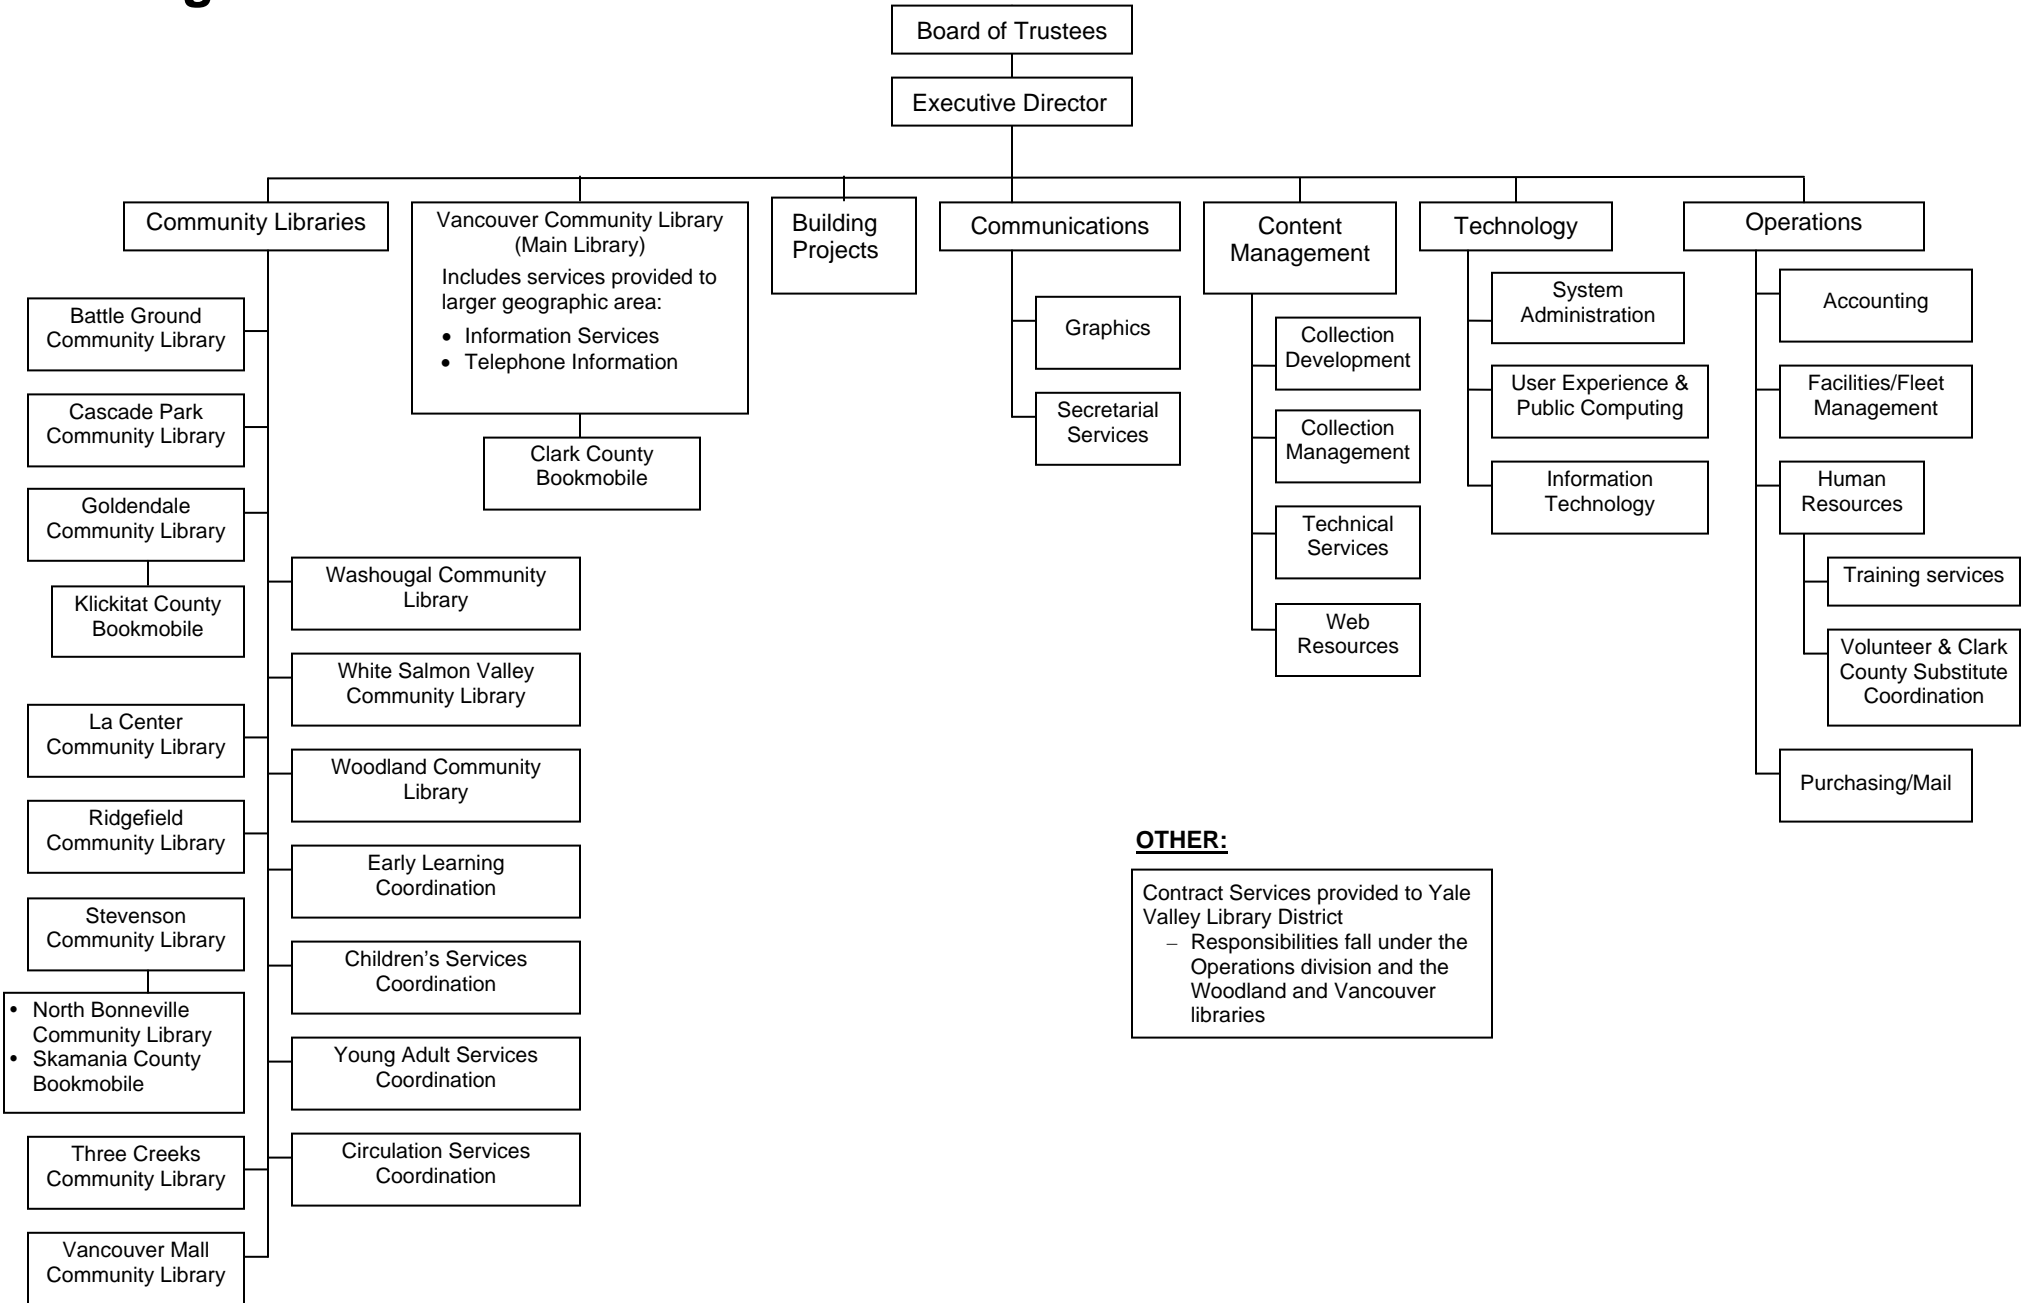 Board of Trustees
Executive Director
Community Libraries
Vancouver Community Library
(Main Library)
Includes services provided to
larger geographic area:
• Information Services
• Telephone Information
Clark County
Bookmobile
Building
Projects
Communications
Graphics
Secretarial
Services
Content
Management
Collection
Development
Collection
Management
Technical
Services
Web
Resources
Technology
System
Administration
User Experience &
Public Computing
Information
Technology
Operations
Accounting
Facilities/Fleet
Management
Human
Resources
Training services
Volunteer & Clark
County Substitute
Coordination
Purchasing/Mail
Battle Ground
Community Library
Cascade Park
Community Library
Goldendale
Community Library
Klickitat County
Bookmobile
La Center
Community Library
Ridgefield
Community Library
Stevenson
Community Library
• North Bonneville
Community Library
• Skamania County
Bookmobile
Three Creeks
Community Library
Vancouver Mall
Community Library
Washougal Community
Library
White Salmon Valley
Community Library
Woodland Community
Library
Early Learning
Coordination
Children’s Services
Coordination
Young Adult Services
Coordination
Circulation Services
Coordination
OTHER:
Contract Services provided to Yale
Valley Library District
– Responsibilities fall under the
Operations division and the
Woodland and Vancouver
libraries